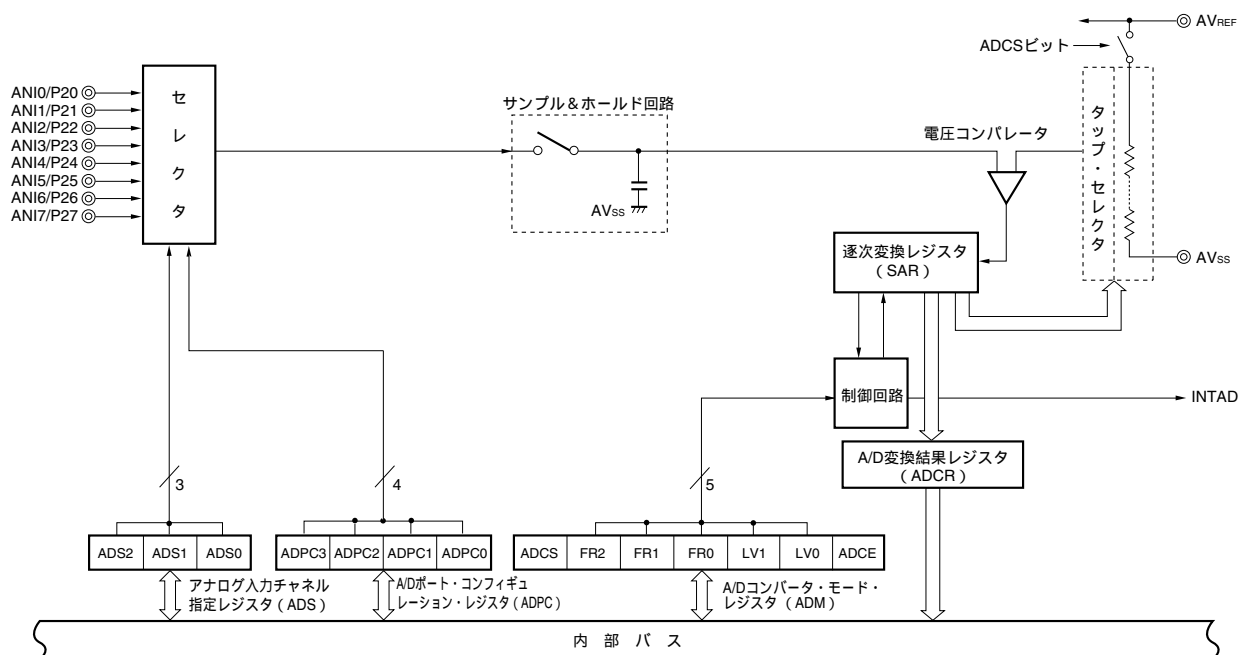 AVREF
ADCSビット
ANI0/P20
ANI1/P21
ANI2/P22
ANI3/P23
ANI4/P24
ANI5/P25
ANI6/P26
ANI7/P27
セレクタ
サンプル＆ホールド回路
AVSS
電圧コンパレータ
タップ・セレクタ
AVSS
逐次変換レジスタ
（SAR）
制御回路
INTAD
A/D変換結果レジスタ
（ADCR）
3
4
5
ADS2 ADS1 ADS0
ADPC3 ADPC2 ADPC1 ADPC0
ADCS FR2 FR1 FR0 LV1 LV0 ADCE
アナログ入力チャネル
指定レジスタ（ADS）
A/Dポート・コンフィギュ
レーション・レジスタ(ADPC)
A/Dコンバータ・モード・
レジスタ（ADM）
内 部 バ ス